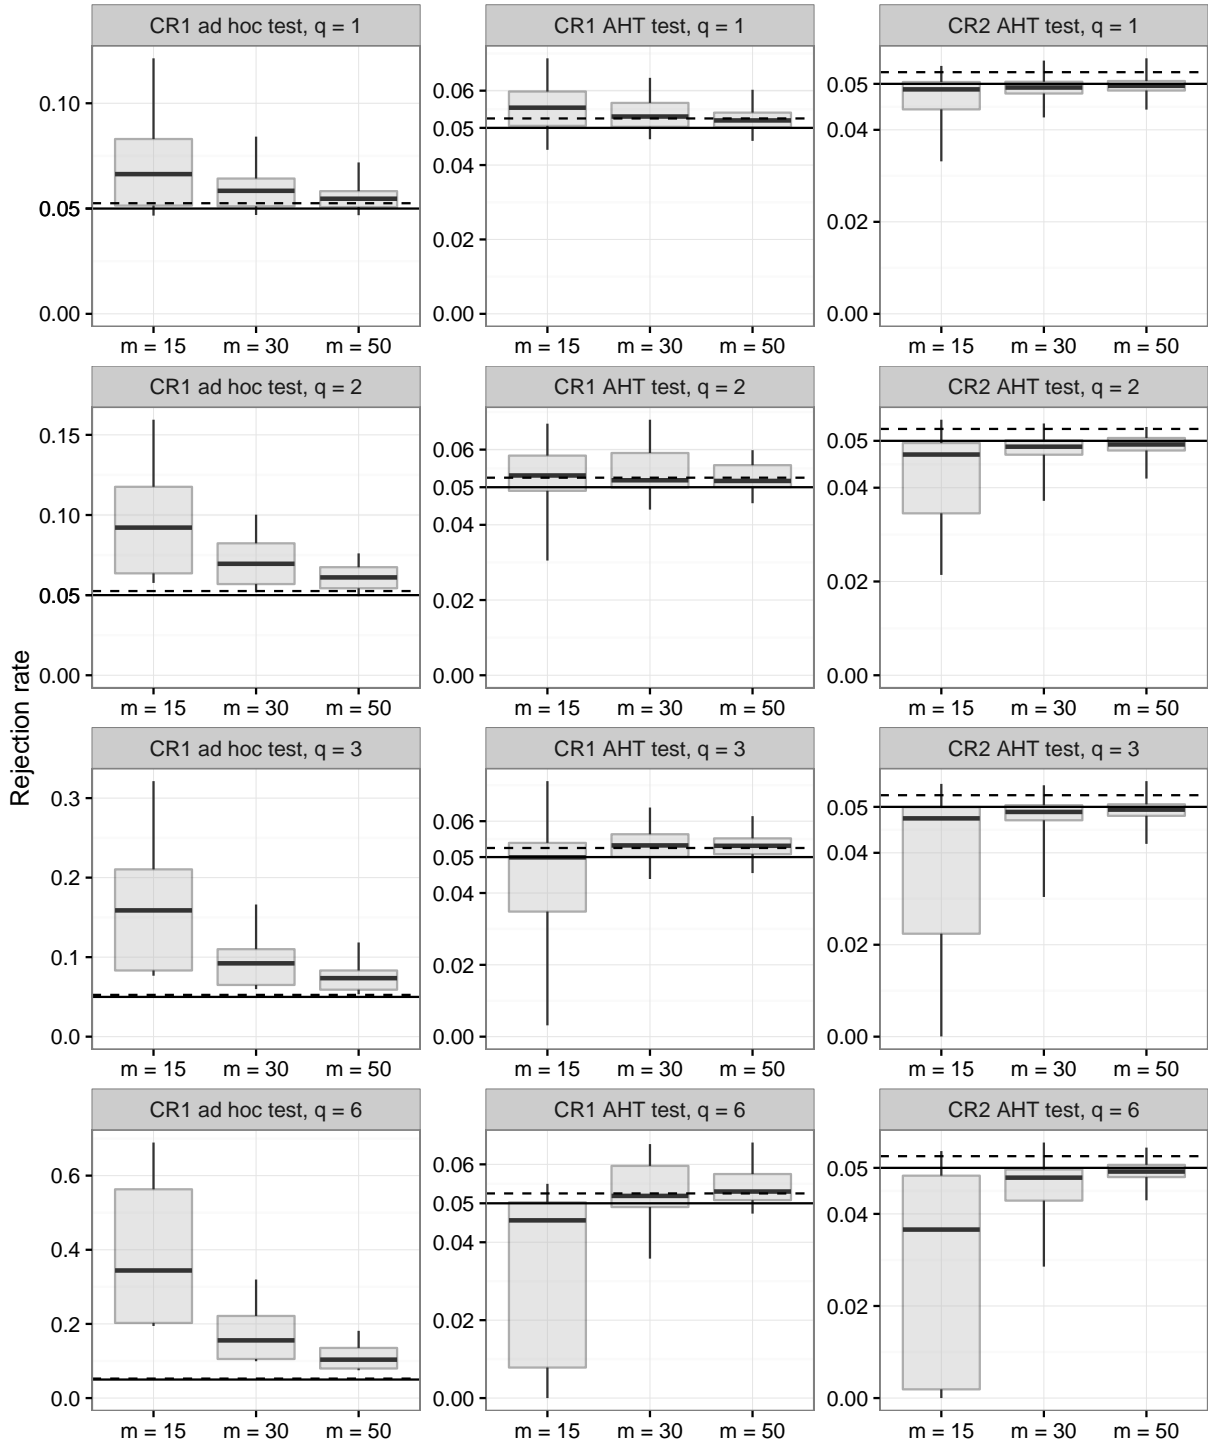 Rejection rate
CR1 ad hoc test, q = 1
0.10
0.05
0.00
m = 15 m = 30 m = 50
CR1 AHT test, q = 1
0.06
0.05
0.04
0.02
0.00
m = 15 m = 30 m = 50
CR2 AHT test, q = 1
0.05
0.04
0.02
0.00
m = 15 m = 30 m = 50
CR1 ad hoc test, q = 2
0.15
0.10
0.05
0.00
m = 15 m = 30 m = 50
CR1 AHT test, q = 2
0.06
0.05
0.04
0.02
0.00
m = 15 m = 30 m = 50
CR2 AHT test, q = 2
0.05
0.04
0.02
0.00
m = 15 m = 30 m = 50
CR1 ad hoc test, q = 3
0.3
0.2
0.1
0.0
m = 15 m = 30 m = 50
CR1 AHT test, q = 3
0.06
0.05
0.04
0.02
0.00
m = 15 m = 30 m = 50
CR2 AHT test, q = 3
0.05
0.04
0.02
0.00
m = 15 m = 30 m = 50
CR1 ad hoc test, q = 6
0.6
0.4
0.2
0.0
m = 15 m = 30 m = 50
CR1 AHT test, q = 6
0.06
0.05
0.04
0.02
0.00
m = 15 m = 30 m = 50
CR2 AHT test, q = 6
0.05
0.04
0.02
0.00
m = 15 m = 30 m = 50